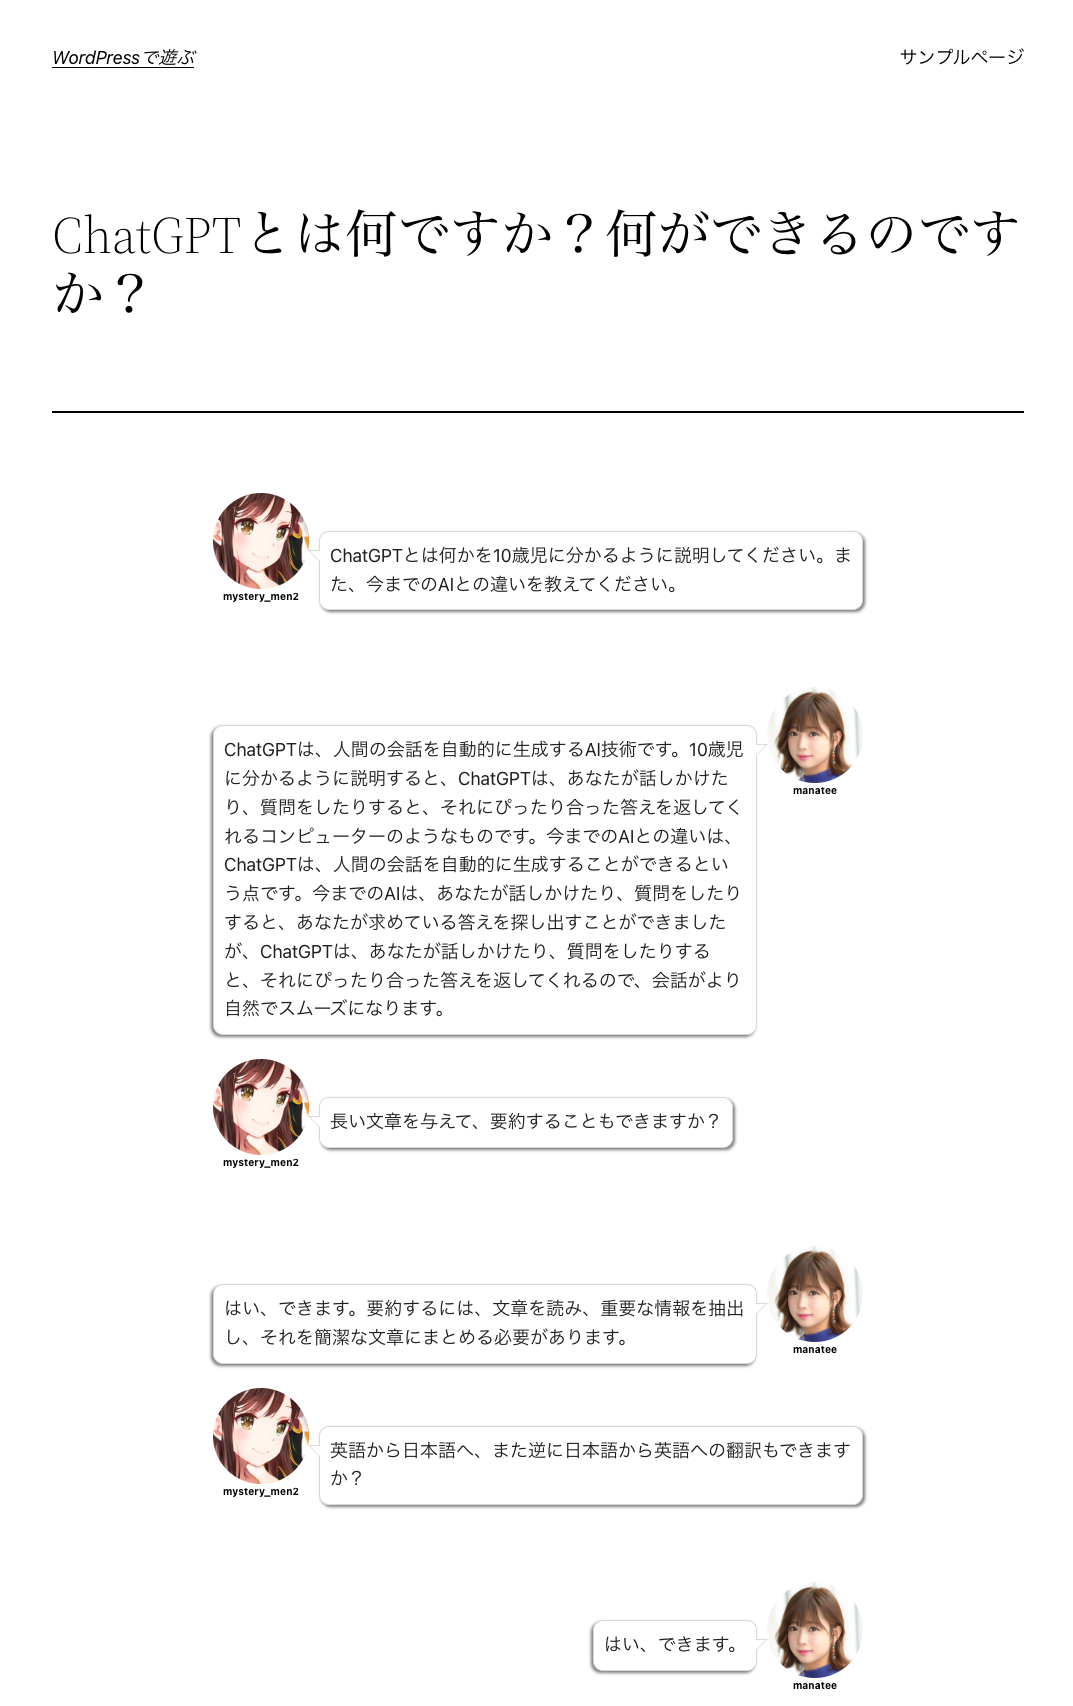 WordPressで遊ぶ
サンプルページ
ChatGPTとは何ですか？何ができるのです
か？
mystery_men2
ChatGPTとは何かを10歳児に分かるように説明してください。ま
た、今までのAIとの違いを教えてください。
manatee
ChatGPTは、人間の会話を自動的に生成するAI技術です。10歳児
に分かるように説明すると、ChatGPTは、あなたが話しかけた
り、質問をしたりすると、それにぴったり合った答えを返してく
れるコンピューターのようなものです。今までのAIとの違いは、
ChatGPTは、人間の会話を自動的に生成することができるとい
う点です。今までのAIは、あなたが話しかけたり、質問をしたり
すると、あなたが求めている答えを探し出すことができました
が、ChatGPTは、あなたが話しかけたり、質問をしたりする
と、それにぴったり合った答えを返してくれるので、会話がより
自然でスムーズになります。
mystery_men2
長い文章を与えて、要約することもできますか？
manatee
はい、できます。要約するには、文章を読み、重要な情報を抽出
し、それを簡潔な文章にまとめる必要があります。
mystery_men2
英語から日本語へ、また逆に日本語から英語への翻訳もできます
か？
はい、できます。
manatee